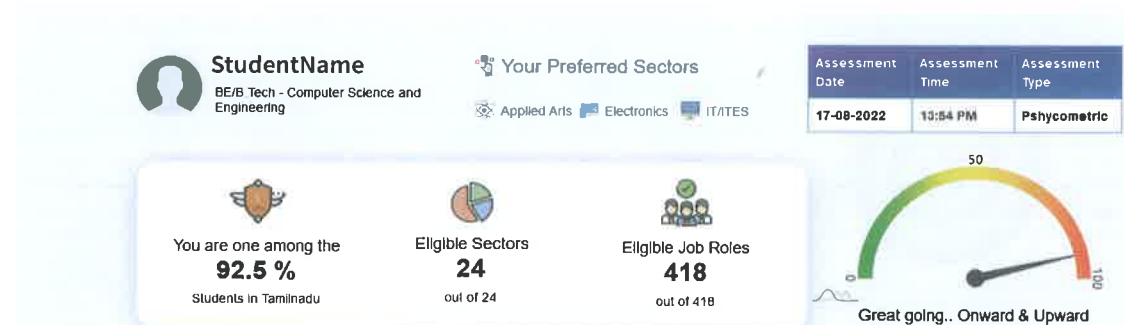 StudentName
BE/B Tech - Computer Science and
Engineering
Your Preferred Sectors
Applied Arts Electronics IT/ITES
Assessment Date Assessment Time Assessment Type
17-08-2022 13:54 PM Pshycometric
You are one among the
92.5 %
Students in Tamilnadu
Eligible Sectors
24
out of 24
Eligible Job Roles
418
out of 418
0
50
100
Great going.. Onward & Upward